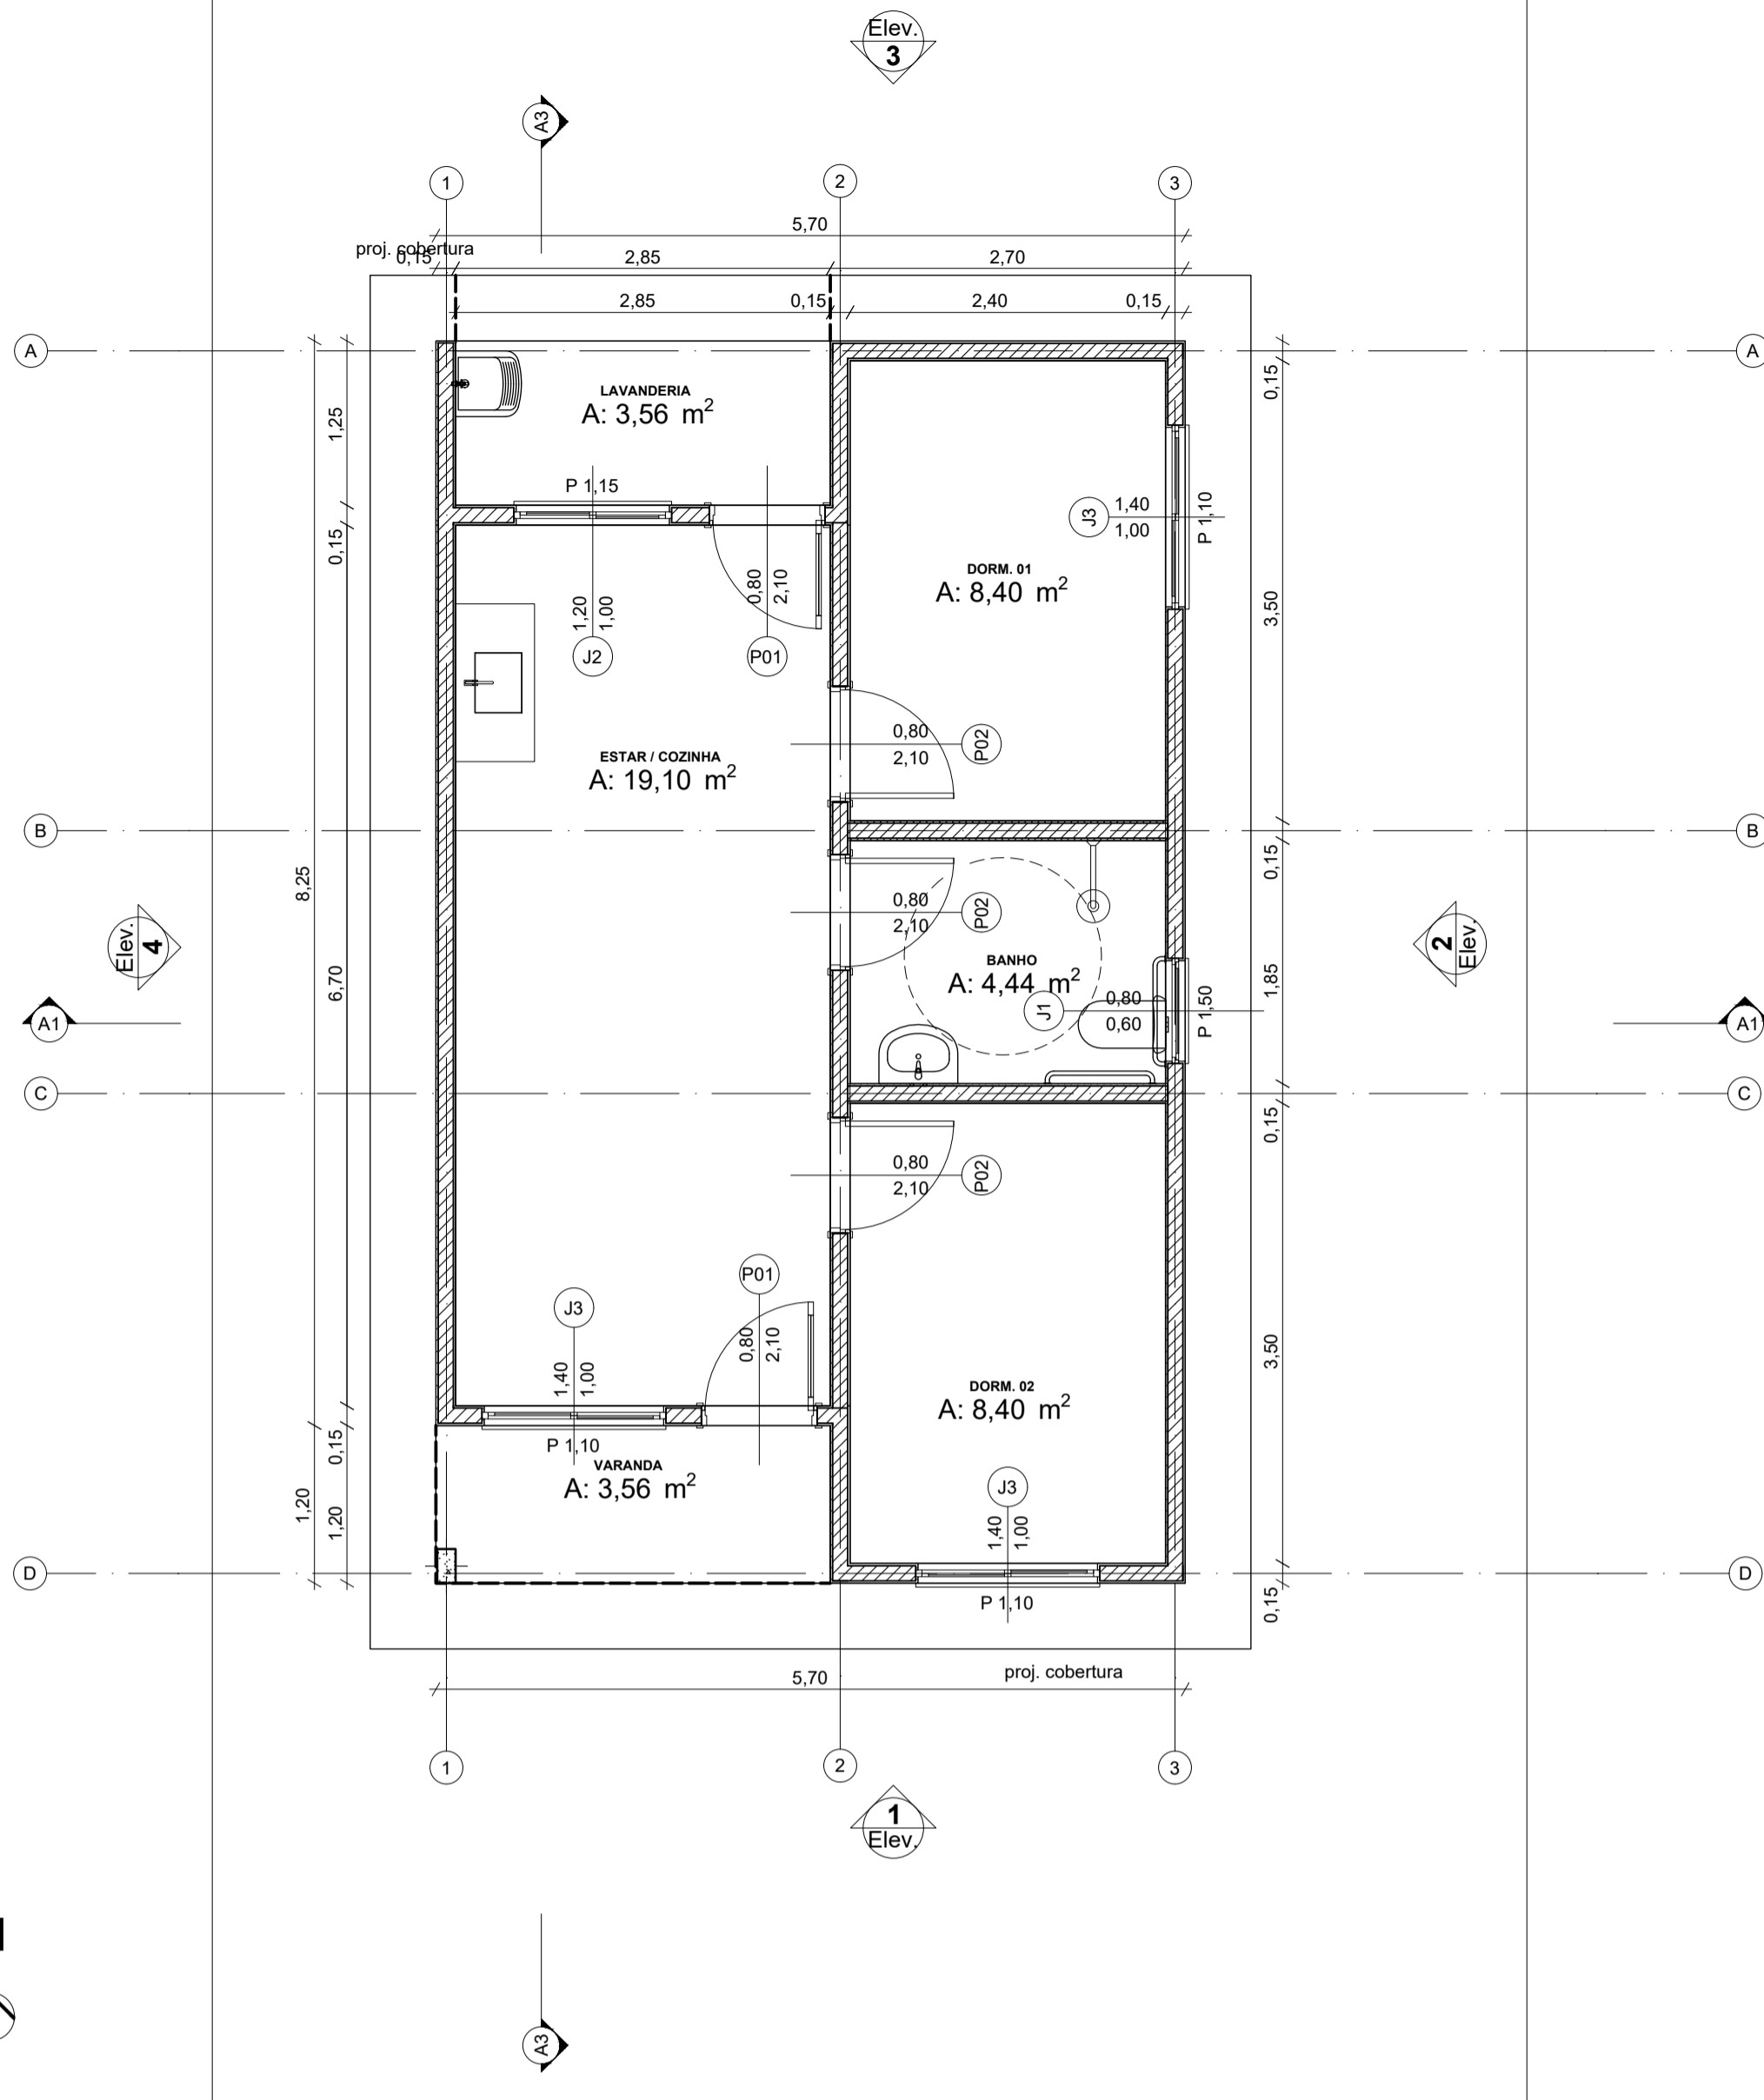 Elev.
3
A3
1
2
3
5,70
proj. cobertura
0,15
2,85
2,70
2,85
0,15
2,40
0,15
A
A
LAVANDERIA
A: 3,56 m²
1,25
0,15
P 1,15
J3
1,40
1,00
P 1,10
0,15
DORM. 01
A: 8,40 m²
1,20
1,00
0,80
2,10
J2
P01
3,50
0,80
2,10
P02
ESTAR / COZINHA
A: 19,10 m²
B
B
8,25
0,15
0,80
2,10
P02
Elev.
4
2
Elev.
BANHO
A: 4,44 m²
6,70
1,85
J1
0,80
0,60
P 1,50
A1
A1
C
C
0,15
0,80
2,10
P02
P01
J3
0,80
2,10
1,40
1,00
3,50
DORM. 02
A: 8,40 m²
P 1,10
0,15
VARANDA
A: 3,56 m²
J3
1,20
1,20
1,40
1,00
D
D
P 1,10
0,15
5,70
proj. cobertura
1
2
3
1
Elev.
A3